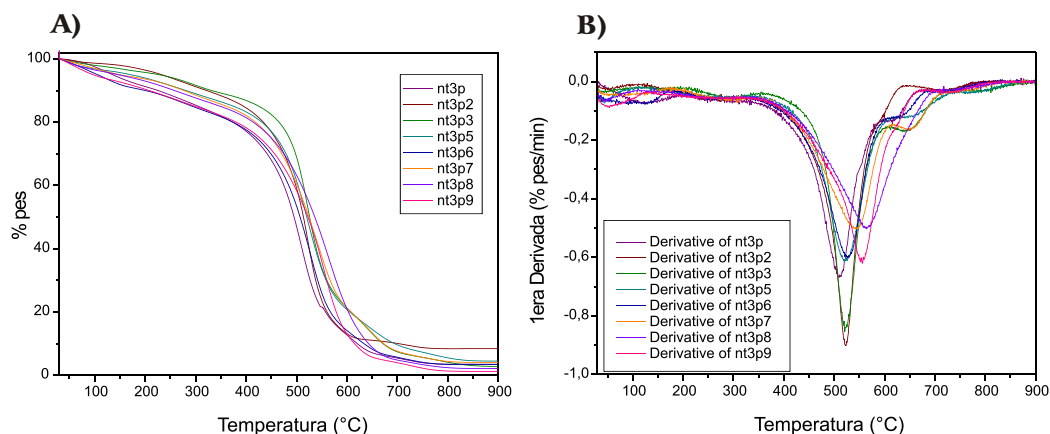 A)
B)
100
80
60
40
20
0
% pes
100 200 300 400 500 600 700 800 900
Temperatura (°C)
nt3p
nt3p2
nt3p3
nt3p5
nt3p6
nt3p7
nt3p8
nt3p9
0,0
-0,2
-0,4
-0,6
-0,8
-1,0
1era Derivada (% pes/min)
100 200 300 400 500 600 700 800 900
Temperatura (°C)
Derivative of nt3p
Derivative of nt3p2
Derivative of nt3p3
Derivative of nt3p5
Derivative of nt3p6
Derivative of nt3p7
Derivative of nt3p8
Derivative of nt3p9